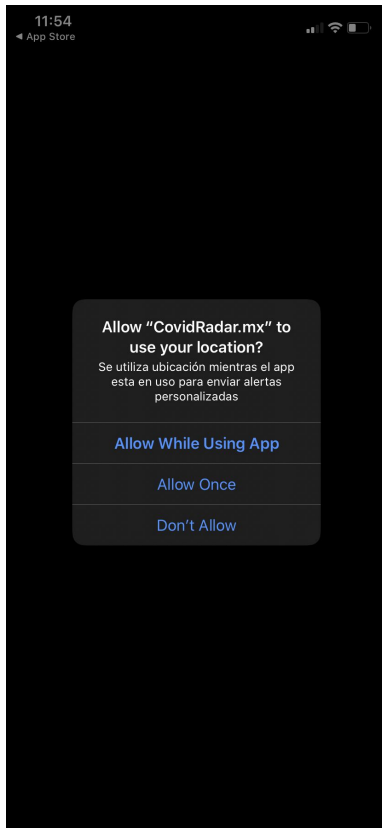 11:54
◀ App Store
Allow “CovidRadar.mx” to
use your location?
Se utiliza ubicación mientras el app
esta en uso para enviar alertas
personalizadas
Allow While Using App
Allow Once
Don’t Allow